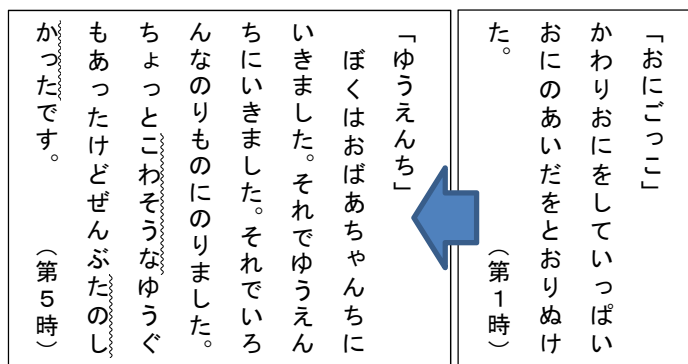 「おにごっこ」
かわりおにをしていっぱい
おにのあいだをとおりぬけ
た。
（第１時）
「ゆうえんち」
ぼくはおばあちゃんちに
いきました。それでゆうえん
ちにいきました。それでいろ
んなのりものにのりました。
ちょっとこわそうなゆうぐ
もあったけどぜんぶたのし
かったです。
（第５時）